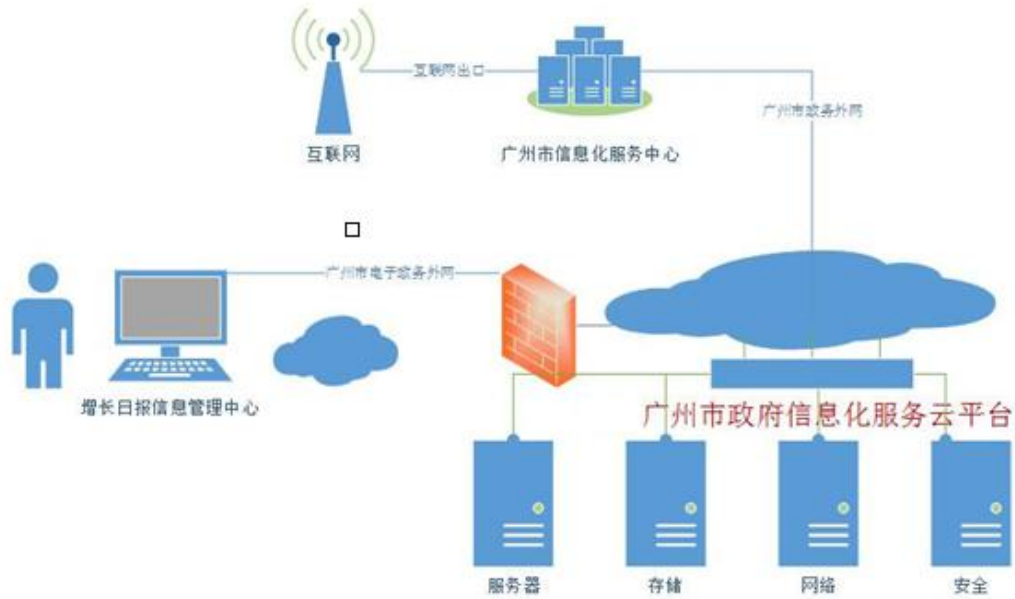 互联网出口
广州市政务外网
互联网
广州市信息化服务中心
广州市电子政务外网
增长日报信息管理中心
广州市政府信息化服务云平台
服务器
存储
网络
安全